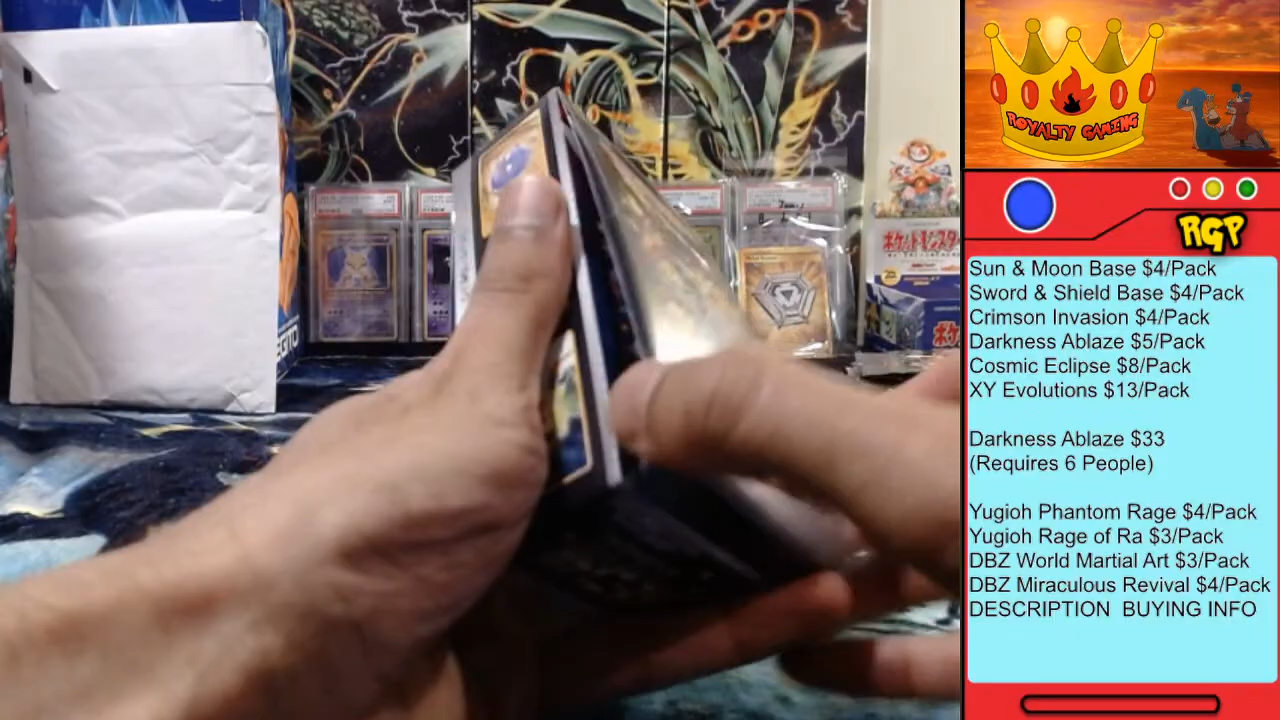 ROYALTY GAMING
RGP
Sun & Moon Base $4/Pack
Sword & Shield Base $4/Pack
Crimson Invasion $4/Pack
Darkness Ablaze $5/Pack
Cosmic Eclipse $8/Pack
XY Evolutions $13/Pack
Darkness Ablaze $33
(Requires 6 People)
Yugioh Phantom Rage $4/Pack
Yugioh Rage of Ra $3/Pack
DBZ World Martial Art $3/Pack
DBZ Miraculous Revival $4/Pack
DESCRIPTION BUYING INFO